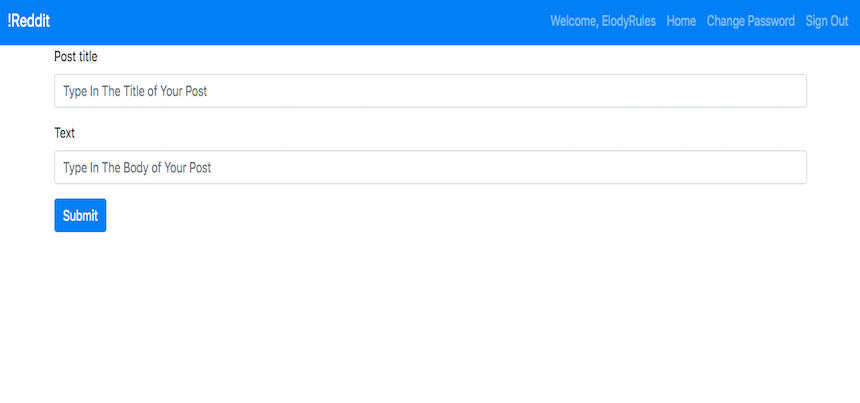 !Reddit Welcome, ElodyRules Home Change Password Sign Out
Post title
Type In The Title of Your Post
Text
Type In The Body of Your Post
Submit